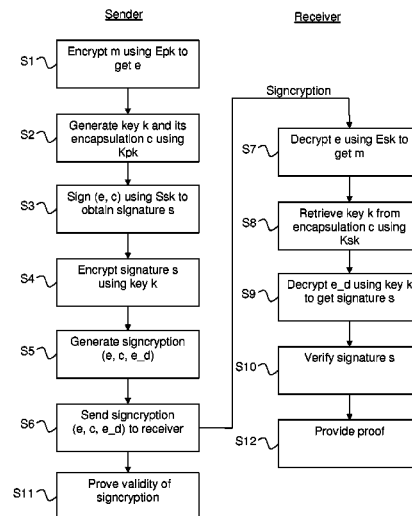 Sender
S1
Encrypt m using Epk to
get e
S2
Generate key k and its
encapsulation c using
Kpk
S3
Sign (e, c) using Ssk to
obtain signature s
S4
Encrypt signature s
using key k
S5
Generate signcryption
(e, c, e_d)
S6
Send signcryption
(e, c, e_d) to receiver
S11
Prove validity of
signcryption
Receiver
Signcryption
S7
Decrypt e using Esk to
get m
S8
Retrieve key k from
encapsulation c using
Ksk
S9
Decrypt e_d using key k
to get signature s
S10
Verify signature s
S12
Provide proof